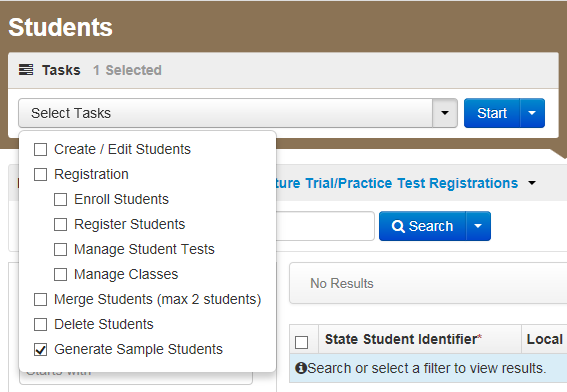 Students
Tasks 1 Selected
Select Tasks
Start
Create / Edit Students
Registration
Enroll Students
Register Students
Manage Student Tests
Manage Classes
Merge Students (max 2 students)
Delete Students
Generate Sample Students
ture Trial/Practice Test Registrations
Search
Starts with
No Results
State Student Identifier*
Local
Search or select a filter to view results.